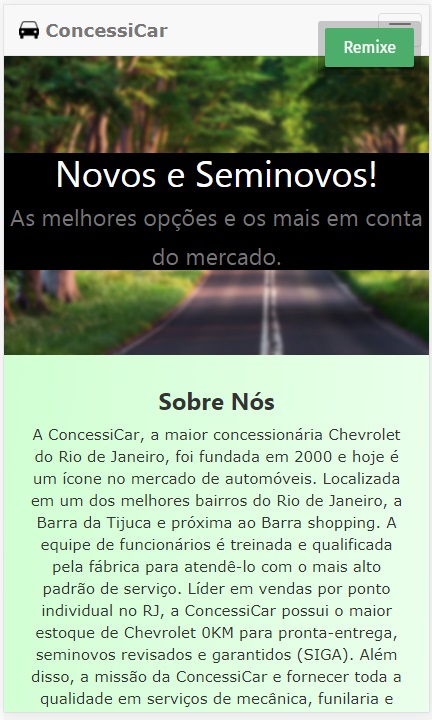 ConcessiCar
Remixe
Novos e Seminovos!
As melhores opções e os mais em conta
do mercado.
Sobre Nós
A ConcessiCar, a maior concessionária Chevrolet
do Rio de Janeiro, foi fundada em 2000 e hoje é
um ícone no mercado de automóveis. Localizada
em um dos melhores bairros do Rio de Janeiro, a
Barra da Tijuca e próxima ao Barra shopping. A
equipe de funcionários é treinada e qualificada
pela fábrica para atendê-lo com o mais alto
padrão de serviço. Líder em vendas por ponto
individual no RJ, a ConcessiCar possui o maior
estoque de Chevrolet 0KM para pronta-entrega,
seminovos revisados e garantidos (SIGA). Além
disso, a missão da ConcessiCar e fornecer toda a
qualidade em serviços de mecânica, funilaria e